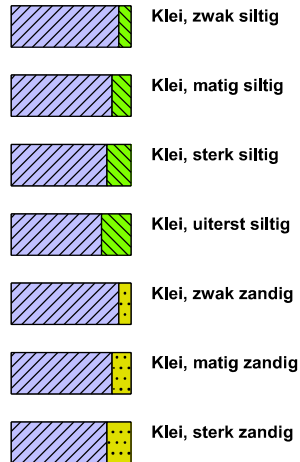 Klei, zwak siltig
Klei, matig siltig
Klei, sterk siltig
Klei, uiterst siltig
Klei, zwak zandig
Klei, matig zandig
Klei, sterk zandig